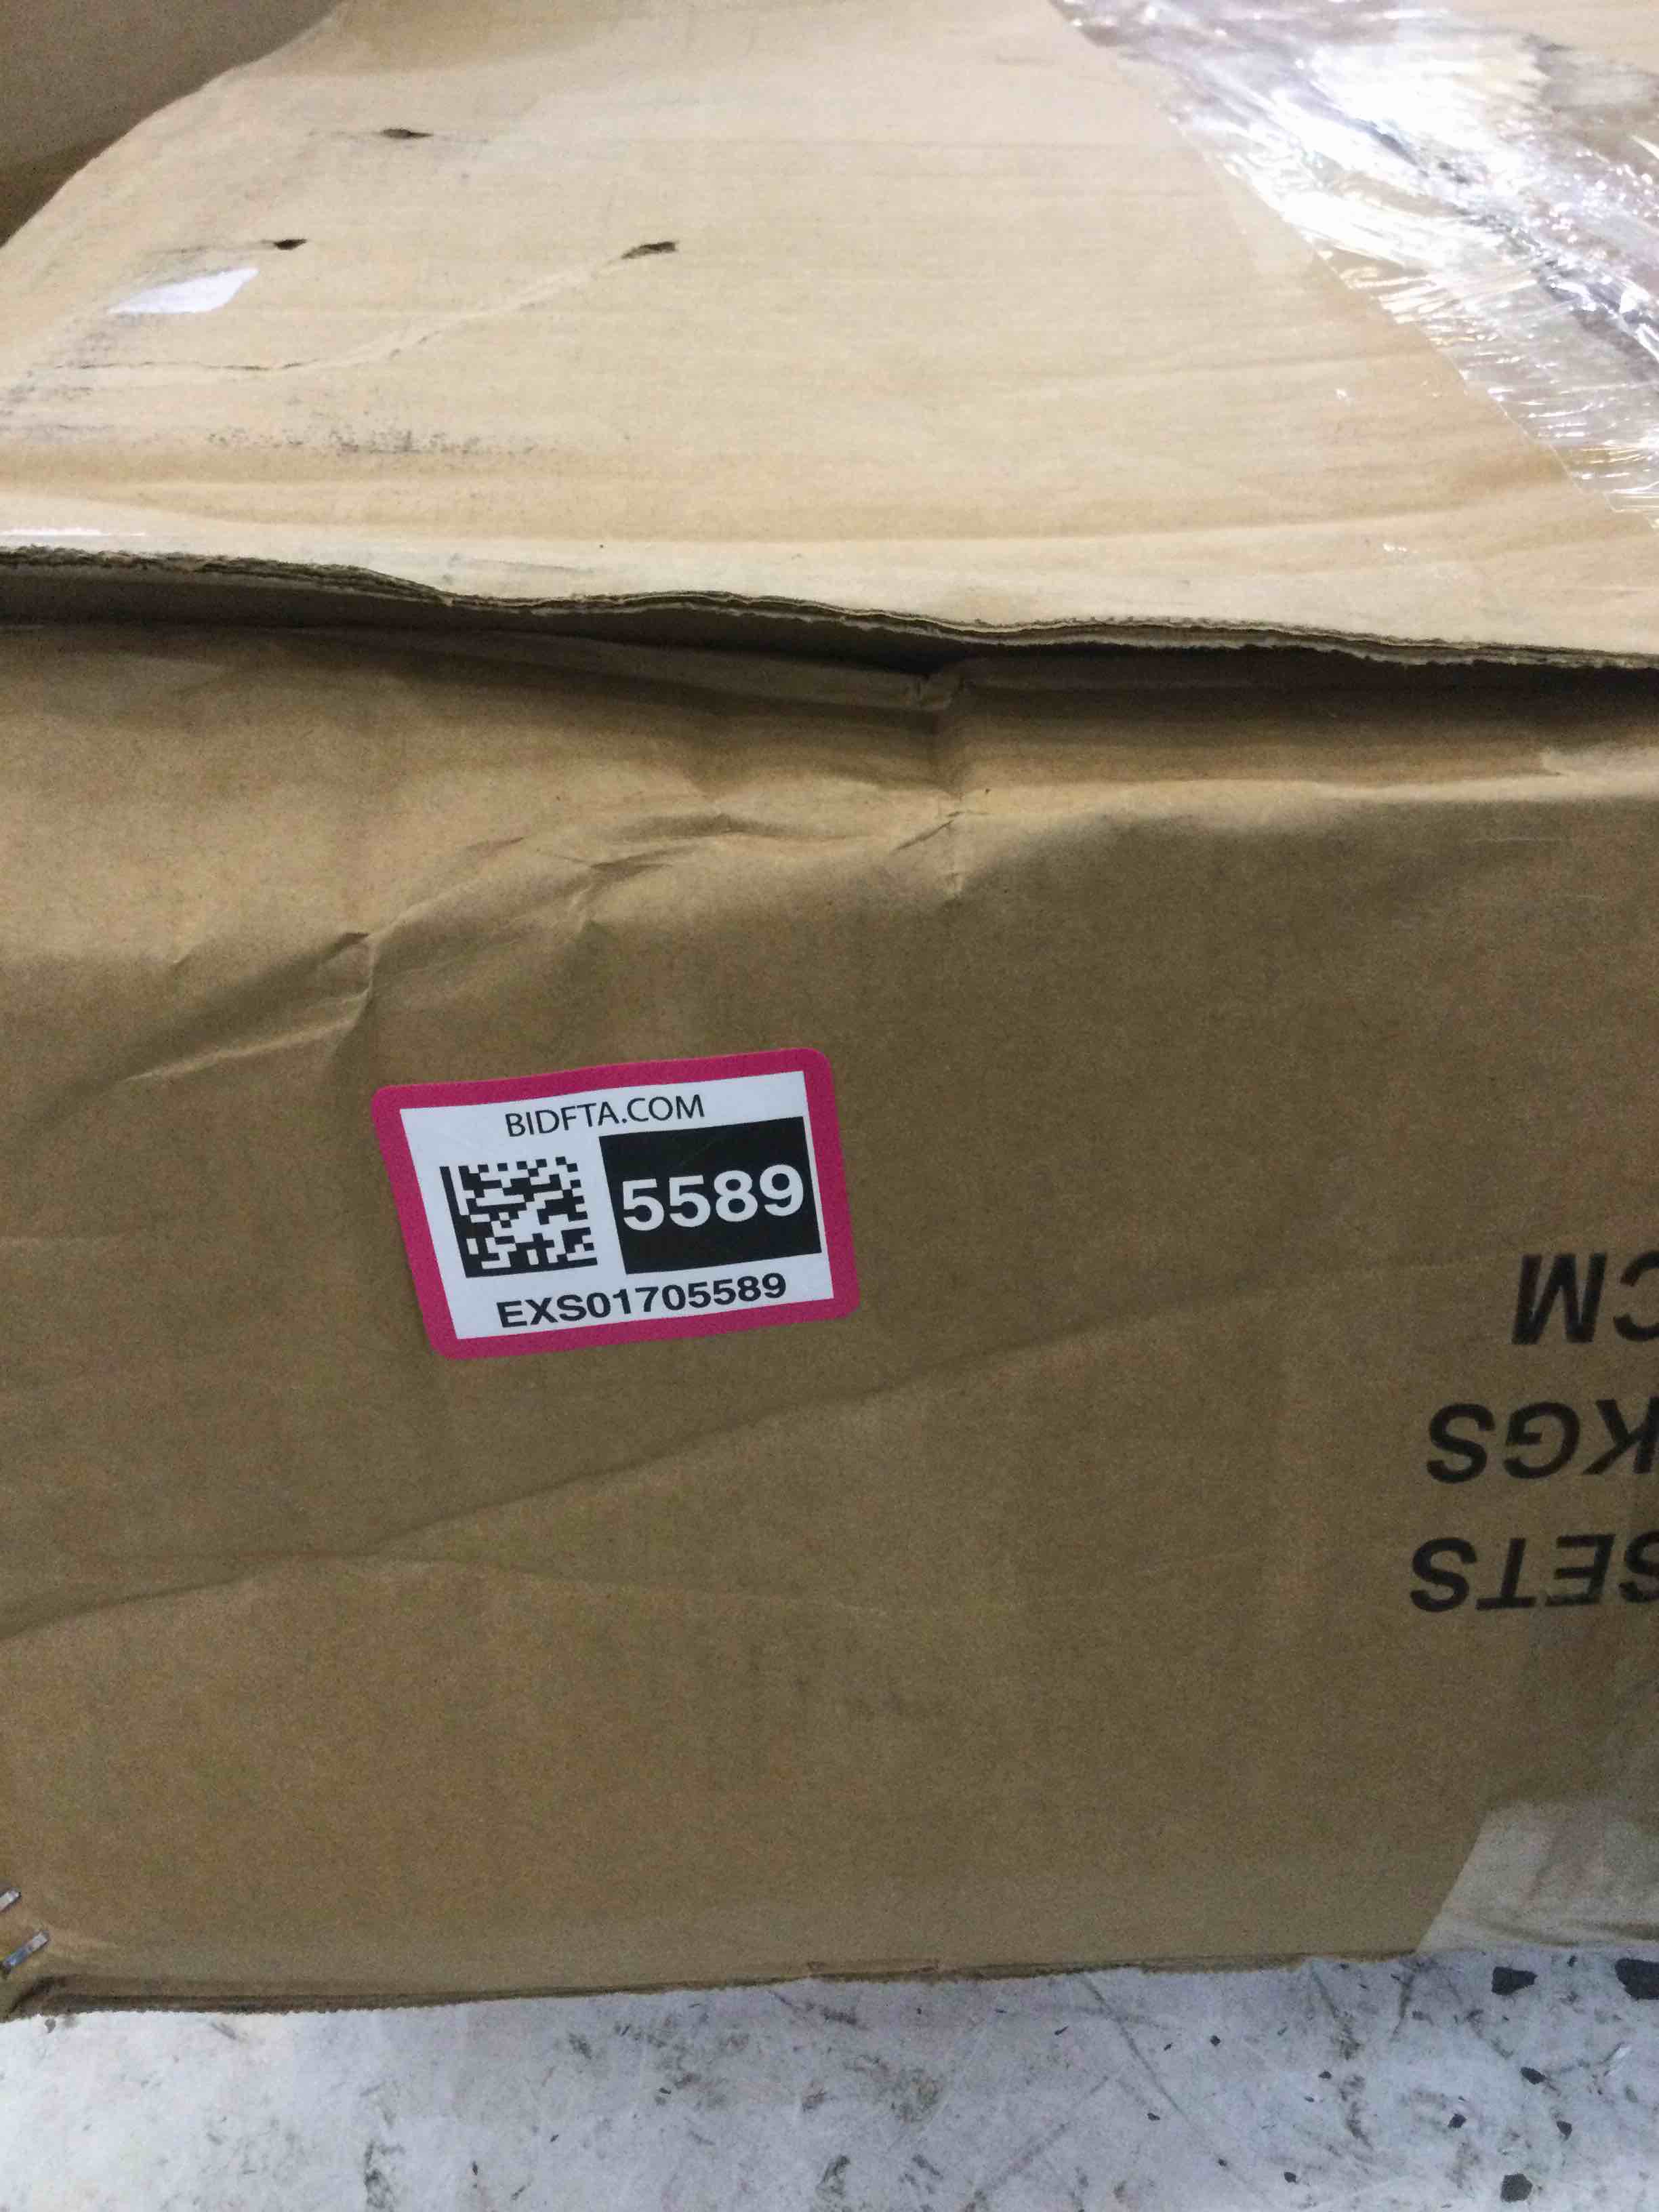 BIDFTA.COM
5589
EXS01705589
CM
KGS
SETS